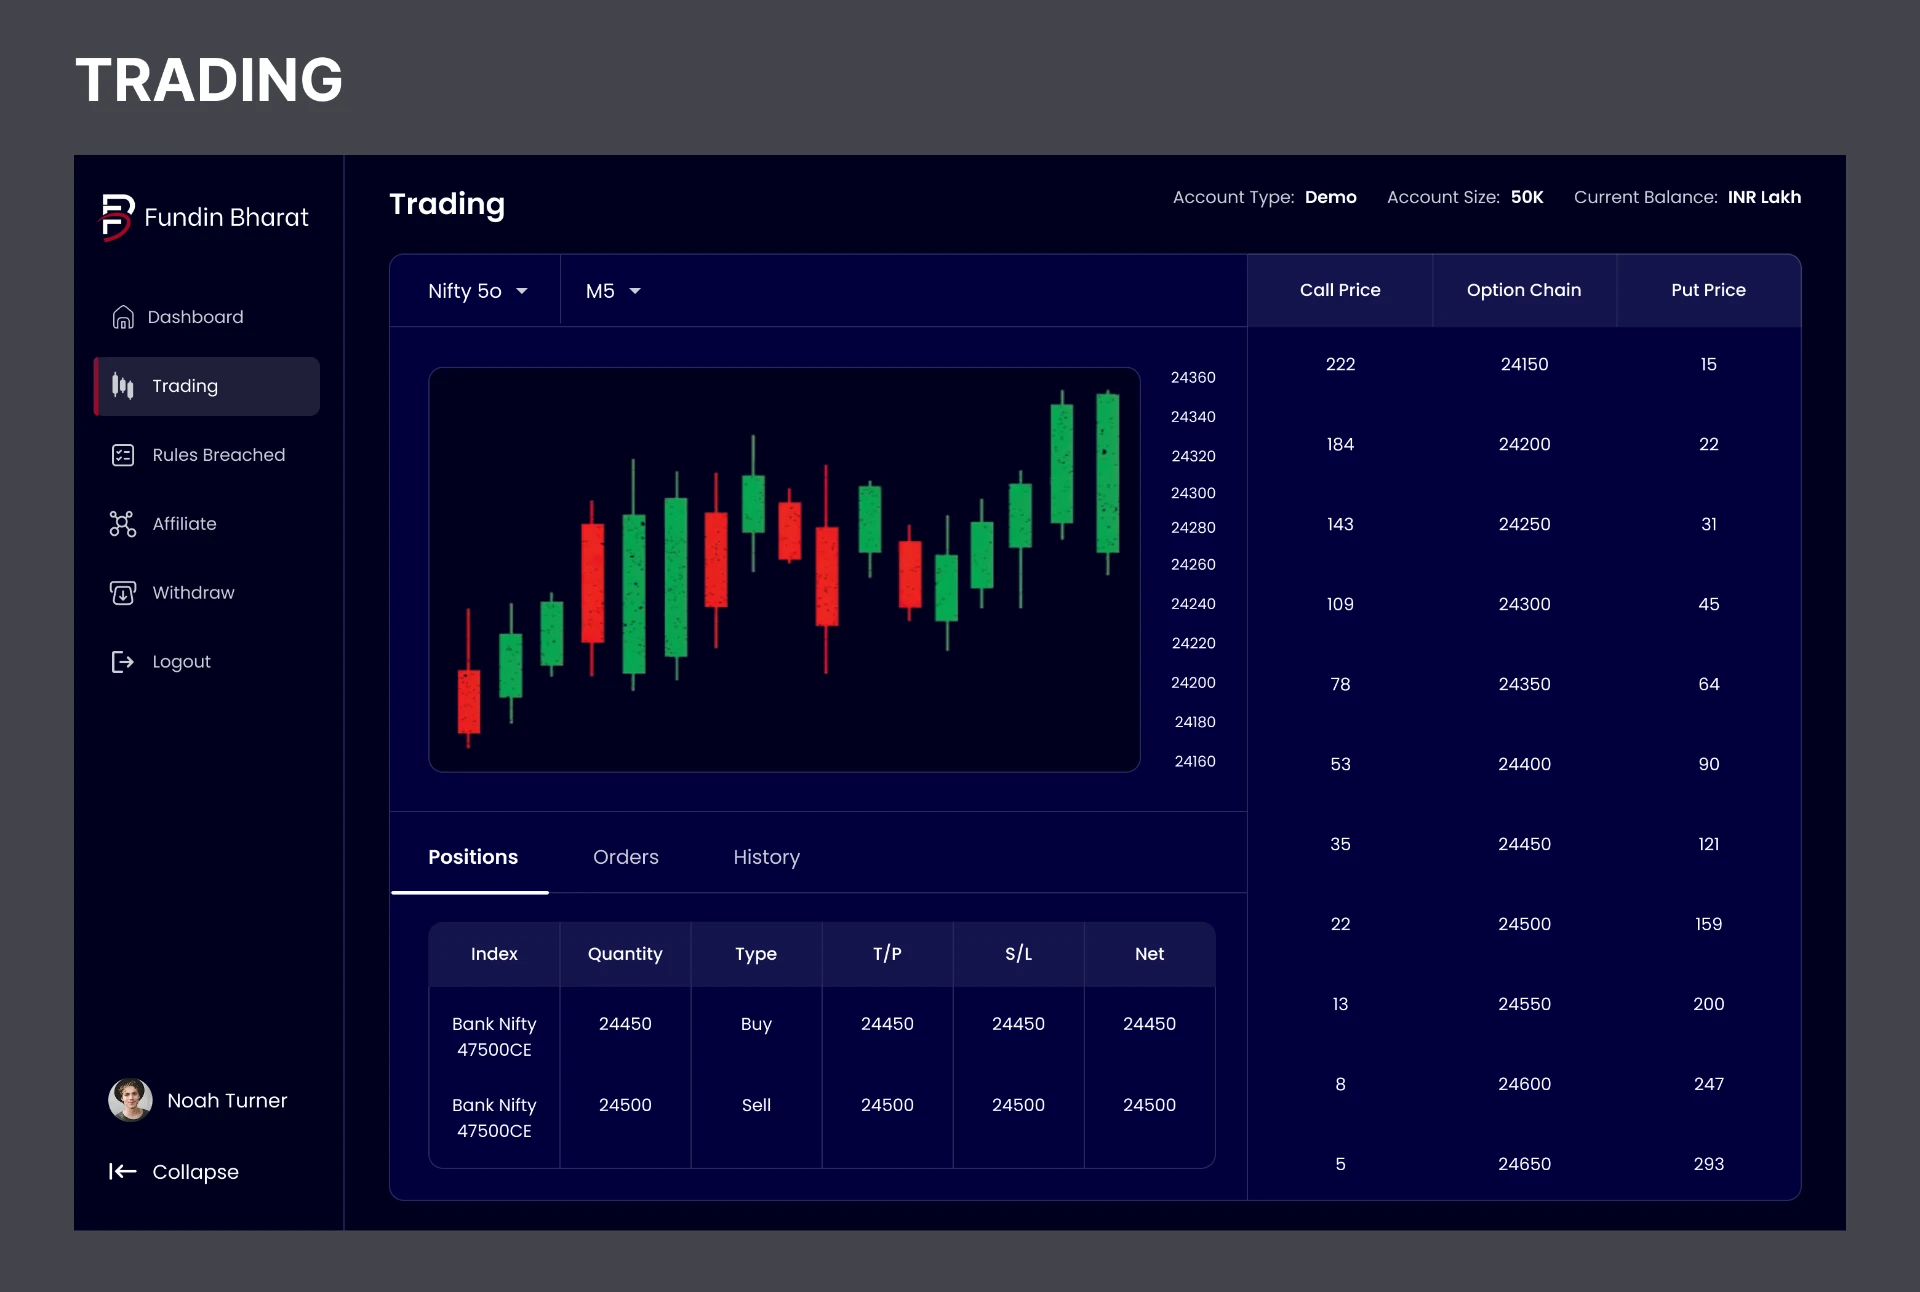 TRADING
Fundin Bharat
Dashboard
Trading
Rules Breached
Affiliate
Withdraw
Logout
Noah Turner
Collapse
Trading
Account Type: Demo Account Size: 50K Current Balance: INR Lakh
Nifty 5o M5
24360
24340
24320
24300
24280
24260
24240
24220
24200
24180
24160
Positions Orders History
Index Quantity Type T/P S/L Net
Bank Nifty 24450 Buy 24450 24450 24450
47500CE
Bank Nifty 24500 Sell 24500 24500 24500
47500CE
Call Price Option Chain Put Price
222 24150 15
184 24200 22
143 24250 31
109 24300 45
78 24350 64
53 24400 90
35 24450 121
22 24500 159
13 24550 200
8 24600 247
5 24650 293